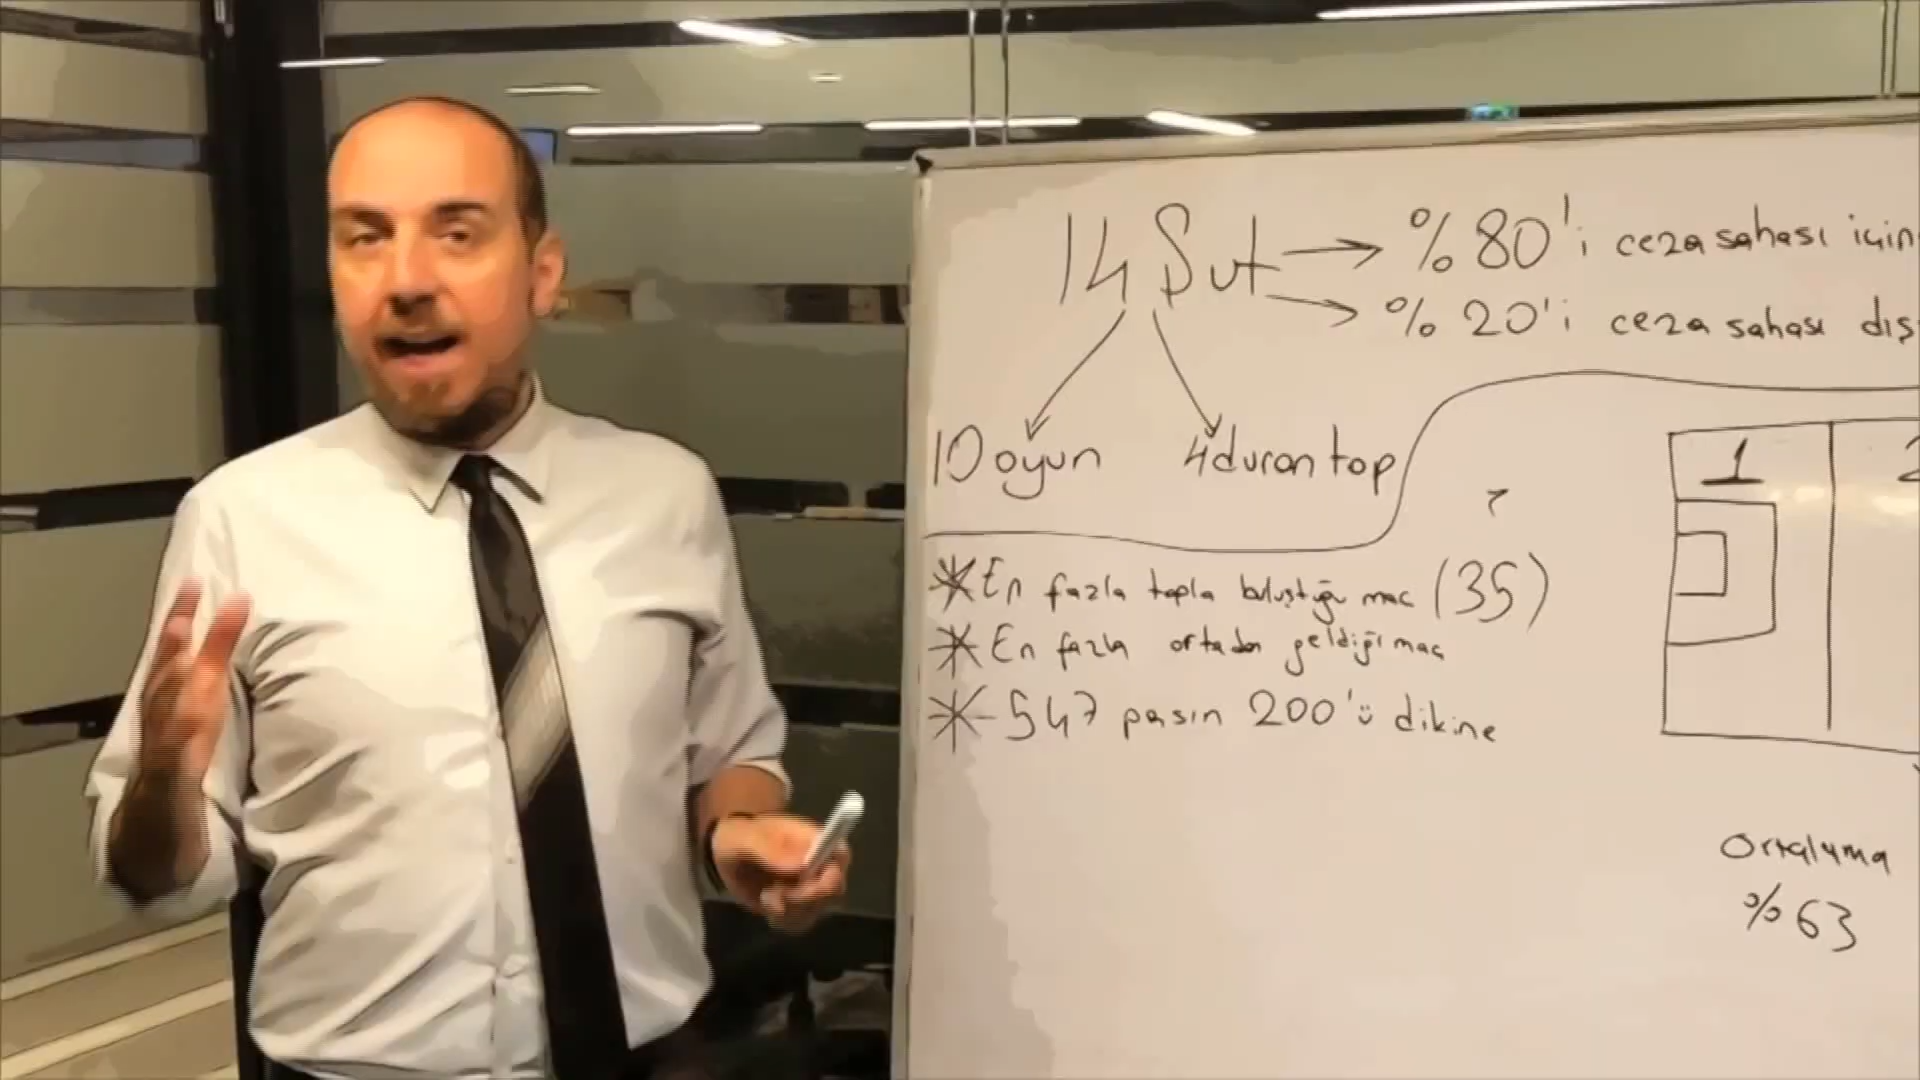 14 Şut → %80'i ceza sahası için
→ %20'i ceza sahası dış
10 oyun 4 duran top
1 2
* En fazla topla buluştuğu maç (35)
* En fazla ortadan geldiği maç
* 547 pasın 200'ü dikine
Ortalama
%63